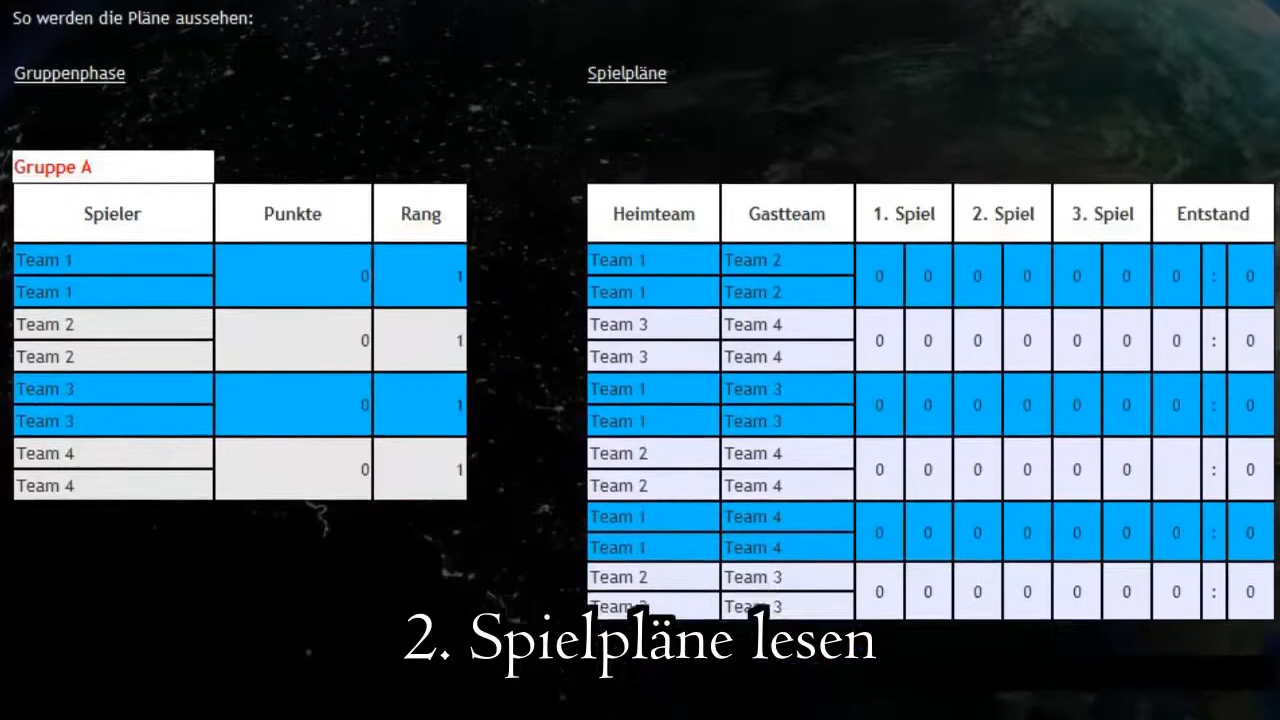 So werden die Pläne aussehen:
Gruppenphase
Spielpläne
Gruppe A
Spieler Punkte Rang
Team 1
0 1
Team 1
Team 2
0 1
Team 2
Team 3
0 1
Team 3
Team 4
0 1
Team 4
Heimteam Gastteam 1. Spiel 2. Spiel 3. Spiel Entstand
Team 1 Team 2
0 0 0 0 0 0 0 : 0
Team 1 Team 2
Team 3 Team 4
0 0 0 0 0 0 0 : 0
Team 3 Team 4
Team 1 Team 3
0 0 0 0 0 0 0 : 0
Team 1 Team 3
Team 2 Team 4
0 0 0 0 0 0 : 0
Team 2 Team 4
Team 1 Team 4
0 0 0 0 0 0 0 : 0
Team 1 Team 4
Team 2 Team 3
0 0 0 0 0 0 0 : 0
Team 2 Team 3
2. Spielpläne lesen